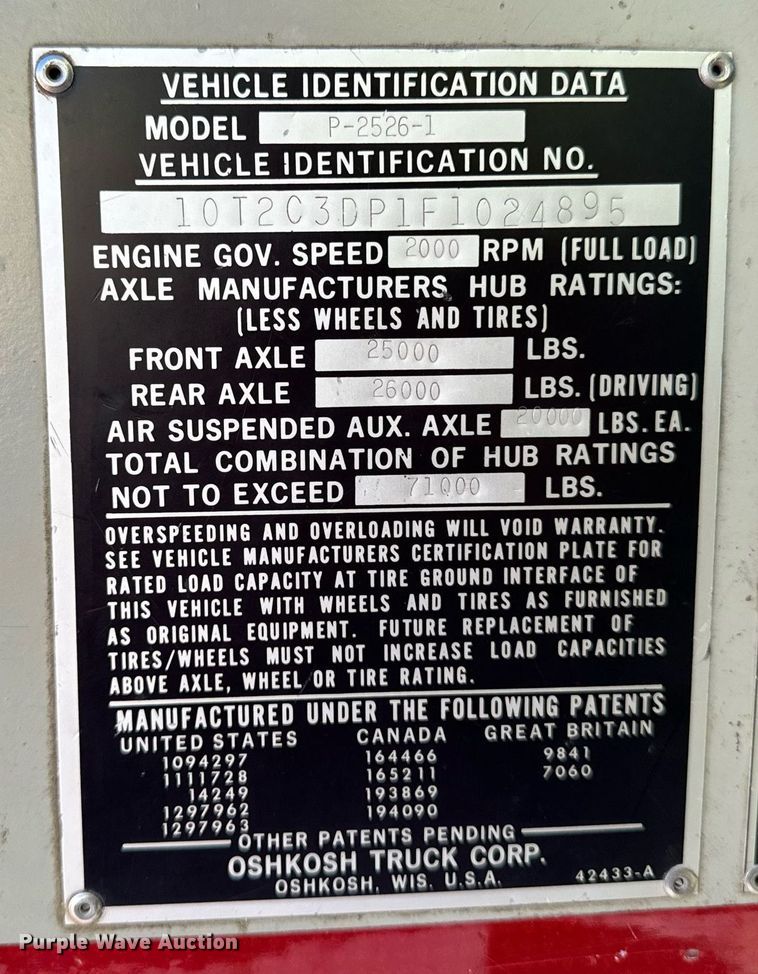 VEHICLE IDENTIFICATION DATA
MODEL P-2526-1
VEHICLE IDENTIFICATION NO.
10T2C3DP1F1024895
ENGINE GOV. SPEED 2000 RPM (FULL LOAD)
AXLE MANUFACTURERS HUB RATINGS:
(LESS WHEELS AND TIRES)
FRONT AXLE 25000 LBS.
REAR AXLE 26000 LBS. (DRIVING)
AIR SUSPENDED AUX. AXLE 20000 LBS. EA.
TOTAL COMBINATION OF HUB RATINGS
NOT TO EXCEED 71000 LBS.
OVERSPEEDING AND OVERLOADING WILL VOID WARRANTY.
SEE VEHICLE MANUFACTURERS CERTIFICATION PLATE FOR
RATED LOAD CAPACITY AT TIRE GROUND INTERFACE OF
THIS VEHICLE WITH WHEELS AND TIRES AS FURNISHED
AS ORIGINAL EQUIPMENT. FUTURE REPLACEMENT OF
TIRES/WHEELS MUST NOT INCREASE LOAD CAPACITIES
ABOVE AXLE, WHEEL OR TIRE RATING.
MANUFACTURED UNDER THE FOLLOWING PATENTS
UNITED STATES CANADA GREAT BRITAIN
1094297 164466 9841
1111728 165211 7060
14249 193869
1297962 194090
1297963
OTHER PATENTS PENDING
OSHKOSH TRUCK CORP.
OSHKOSH, WIS. U.S.A. 42433-A
Purple Wave Auction